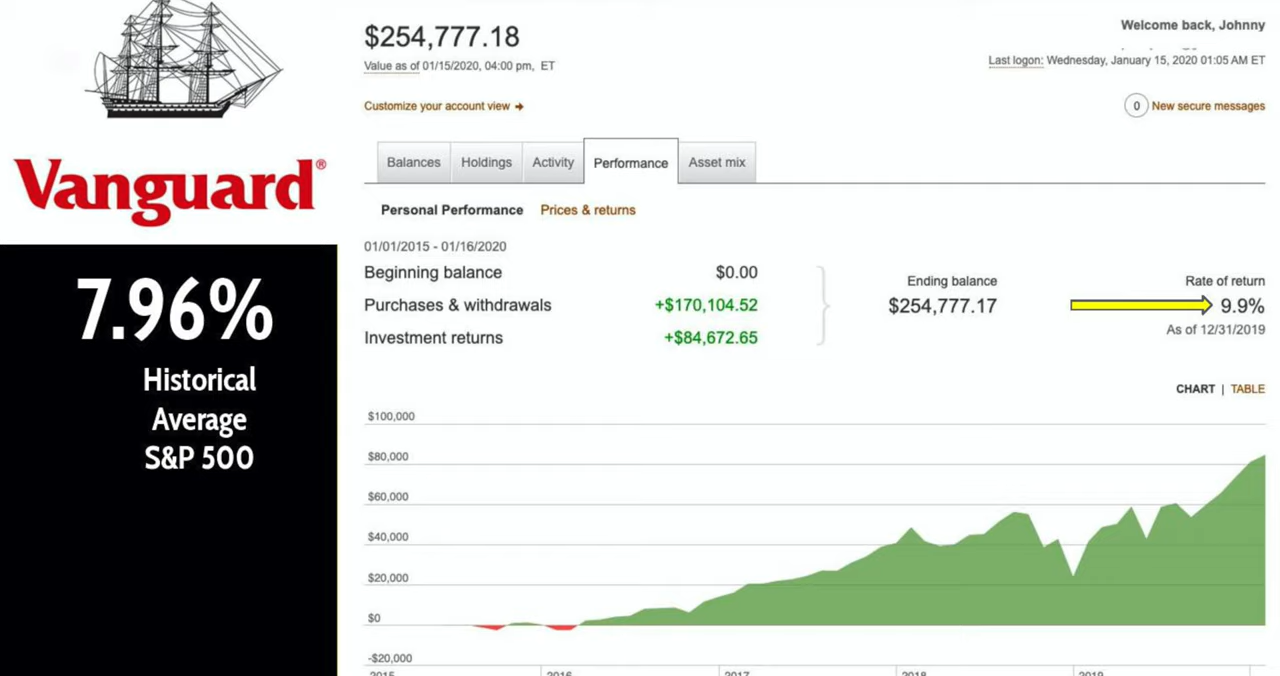 Vanguard®
7.96%
Historical
Average
S&P 500
$254,777.18
Value as of 01/15/2020, 04:00 pm, ET
Customize your account view →
Welcome back, Johnny
Last logon: Wednesday, January 15, 2020 01:05 AM ET
0 New secure messages
Balances Holdings Activity Performance Asset mix
Personal Performance Prices & returns
01/01/2015 - 01/16/2020
Beginning balance $0.00
Purchases & withdrawals +$170,104.52
Investment returns +$84,672.65
Ending balance
$254,777.17
Rate of return
9.9%
As of 12/31/2019
CHART | TABLE
$100,000
$80,000
$60,000
$40,000
$20,000
$0
-$20,000
2015 2016 2017 2018 2019